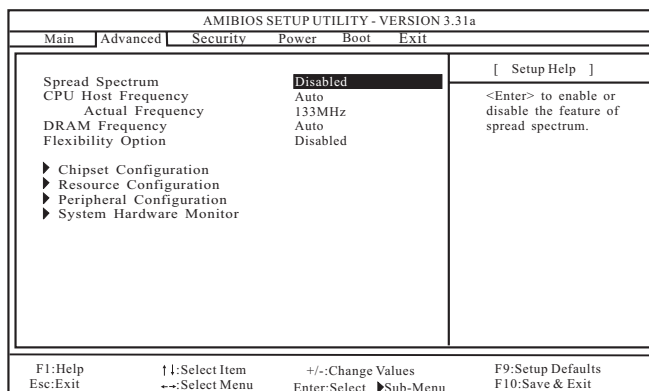 AMIBIOS SETUP UTILITY - VERSION 3.31a
Main Advanced Security Power Boot Exit
[ Setup Help ]
Spread Spectrum Disabled <Enter> to enable or
CPU Host Frequency Auto disable the feature of
Actual Frequency 133MHz spread spectrum.
DRAM Frequency Auto
Flexibility Option Disabled
Chipset Configuration
Resource Configuration
Peripheral Configuration
System Hardware Monitor
F1:Help ↑↓:Select Item +/-:Change Values F9:Setup Defaults
Esc:Exit ←→:Select Menu Enter:Select ▶Sub-Menu F10:Save & Exit